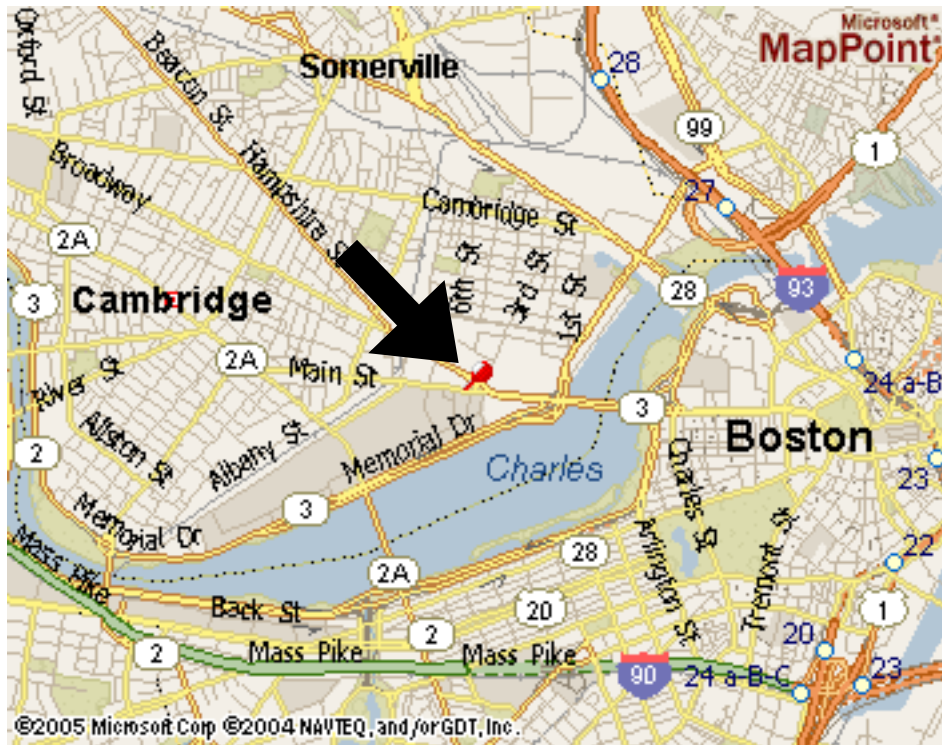 Microsoft®
MapPoint®
Oxford St
Beacon St
Somerville
28
99
1
Broadway
Hampshire St
27
Cambridge St
2A
6th St
3rd St
1st St
3
Cambridge
28
93
2A
Main St
24 a-B
River St
3
Boston
Allston St
Albany St
Memorial Dr
Charles
Charles St
23
2
3
Memorial Dr
Arlington St
Tremont St
Mass Pike
28
22
2A
Back St
20
1
2
20
2
Mass Pike
Mass Pike
90
24 a-B-C
23
©2005 Microsoft Corp ©2004 NAVTEQ, and/or GDT, Inc.